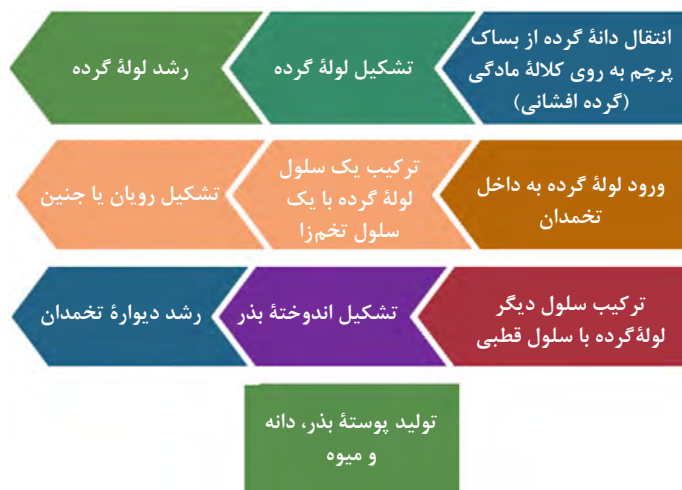 انتقال دانهٔ گرده از بساک
پرچم به روی کلالهٔ مادگی
(گرده افشانی)
تشکیل لولهٔ گرده
رشد لولهٔ گرده
ورود لولهٔ گرده به داخل
تخمدان
ترکیب یک سلول
لولهٔ گرده با یک
سلول تخم‌زا
تشکیل رویان یا جنین
ترکیب سلول دیگر
لولهٔ‌گرده با سلول قطبی
تشکیل اندوختهٔ بذر
رشد دیوارهٔ تخمدان
تولید پوستهٔ بذر، دانه
و میوه